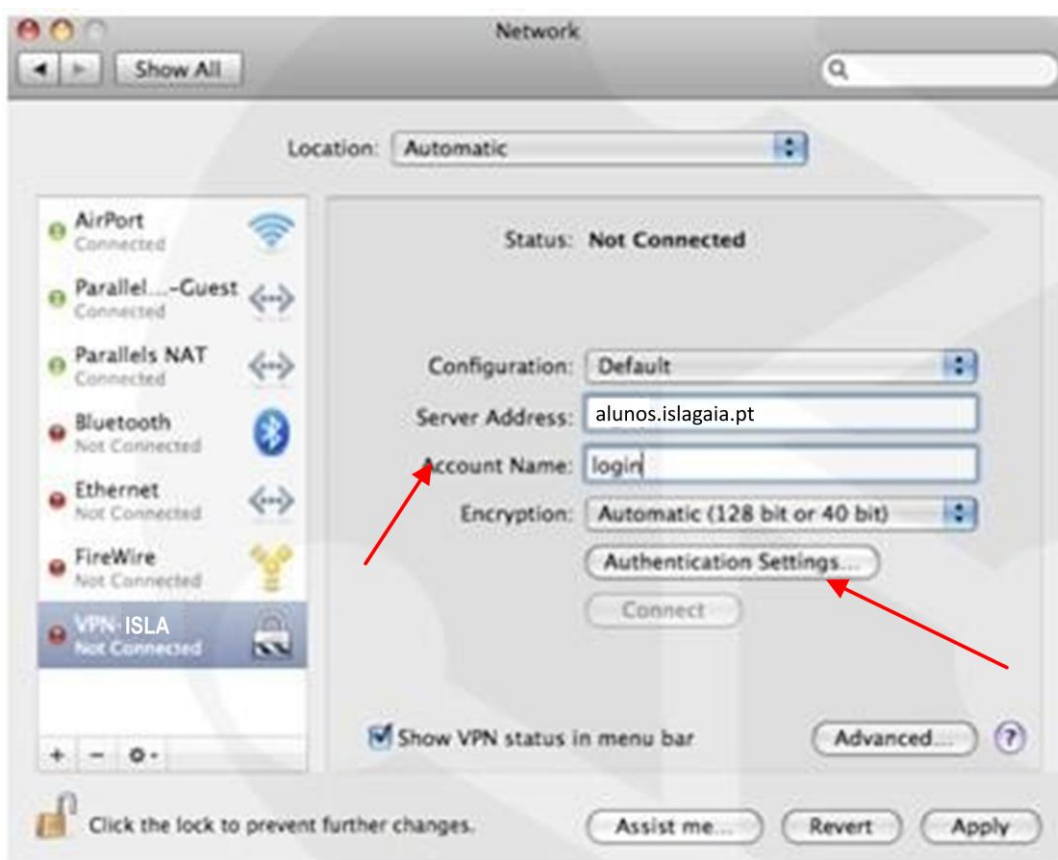 Network
Show All
Location: Automatic
AirPort
Connected
Parallel...-Guest
Connected
Parallels NAT
Connected
Bluetooth
Not Connected
Ethernet
Not Connected
FireWire
Not Connected
VPN-ISLA
Not Connected
+ −
Status: Not Connected
Configuration: Default
Server Address: alunos.islagaia.pt
Account Name: login
Encryption: Automatic (128 bit or 40 bit)
Authentication Settings...
Connect
Show VPN status in menu bar
Advanced... ?
Click the lock to prevent further changes.
Assist me... Revert Apply